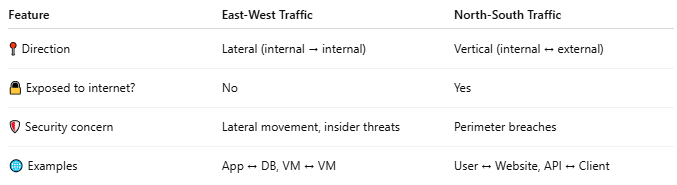 Feature East-West Traffic North-South Traffic
📍 Direction Lateral (internal → internal) Vertical (internal ↔ external)
🔒 Exposed to internet? No Yes
🛡️ Security concern Lateral movement, insider threats Perimeter breaches
🌐 Examples App ↔ DB, VM ↔ VM User ↔ Website, API ↔ Client